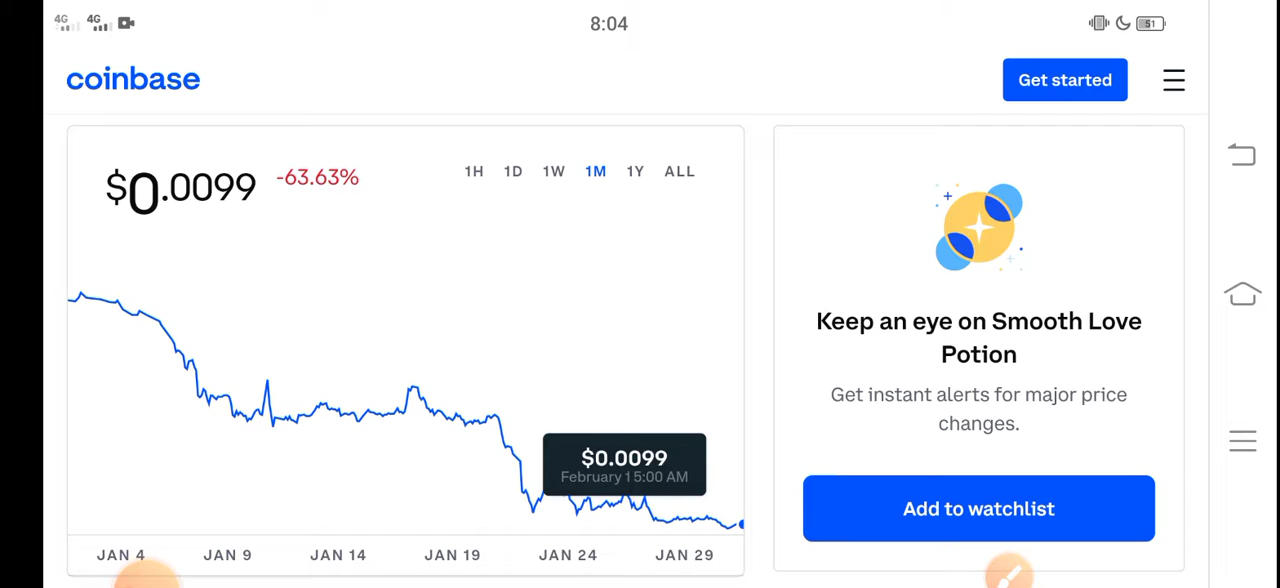 4G 4G 8:04 51
coinbase
Get started
$0.0099 -63.63%
1H 1D 1W 1M 1Y ALL
$0.0099
February 1 5:00 AM
JAN 4 JAN 9 JAN 14 JAN 19 JAN 24 JAN 29
Keep an eye on Smooth Love
Potion
Get instant alerts for major price
changes.
Add to watchlist